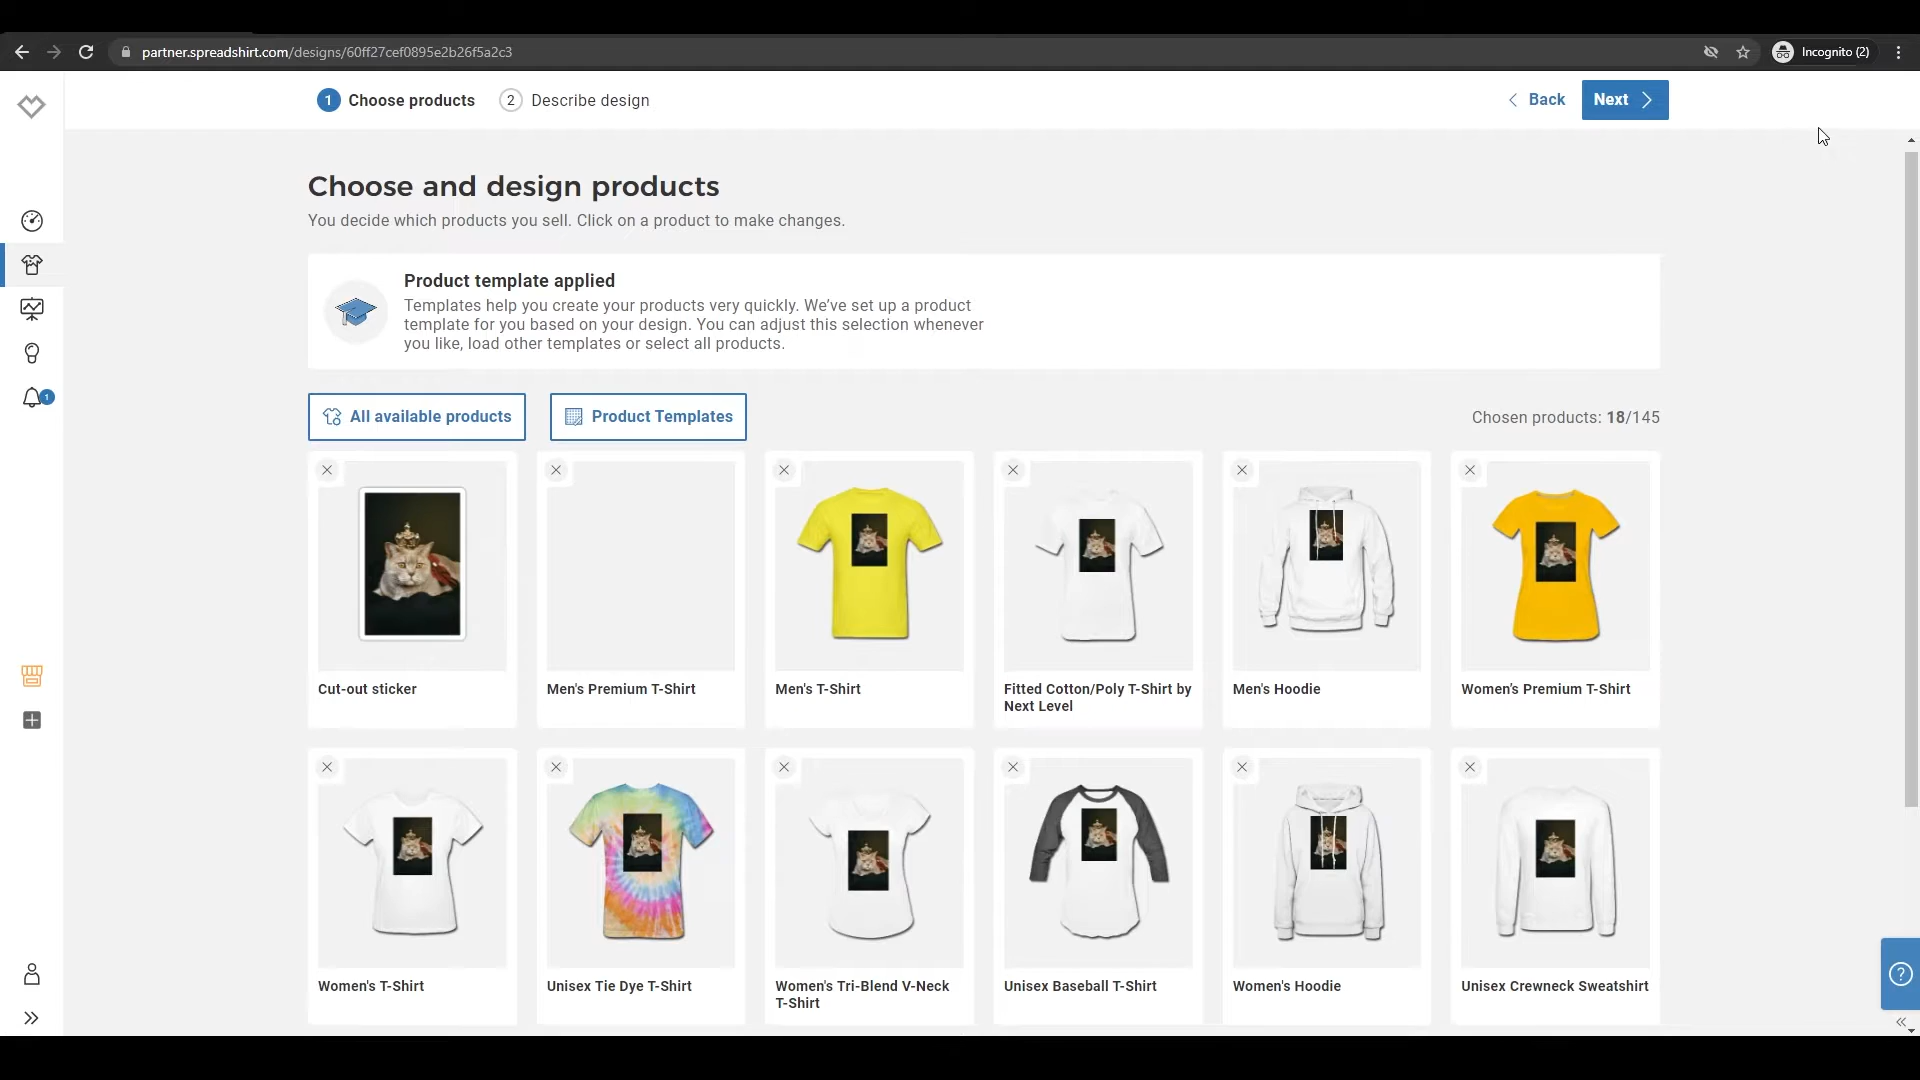 partner.spreadshirt.com/designs/60ff27cef0895e2b26f5a2c3
Incognito (2)
1 Choose products
2 Describe design
Back
Next
Choose and design products
You decide which products you sell. Click on a product to make changes.
Product template applied
Templates help you create your products very quickly. We've set up a product
template for you based on your design. You can adjust this selection whenever
you like, load other templates or select all products.
1
All available products
Product Templates
Chosen products: 18/145
Cut-out sticker
Men's Premium T-Shirt
Men's T-Shirt
Fitted Cotton/Poly T-Shirt by
Next Level
Men's Hoodie
Women's Premium T-Shirt
Women's T-Shirt
Unisex Tie Dye T-Shirt
Women's Tri-Blend V-Neck
T-Shirt
Unisex Baseball T-Shirt
Women's Hoodie
Unisex Crewneck Sweatshirt